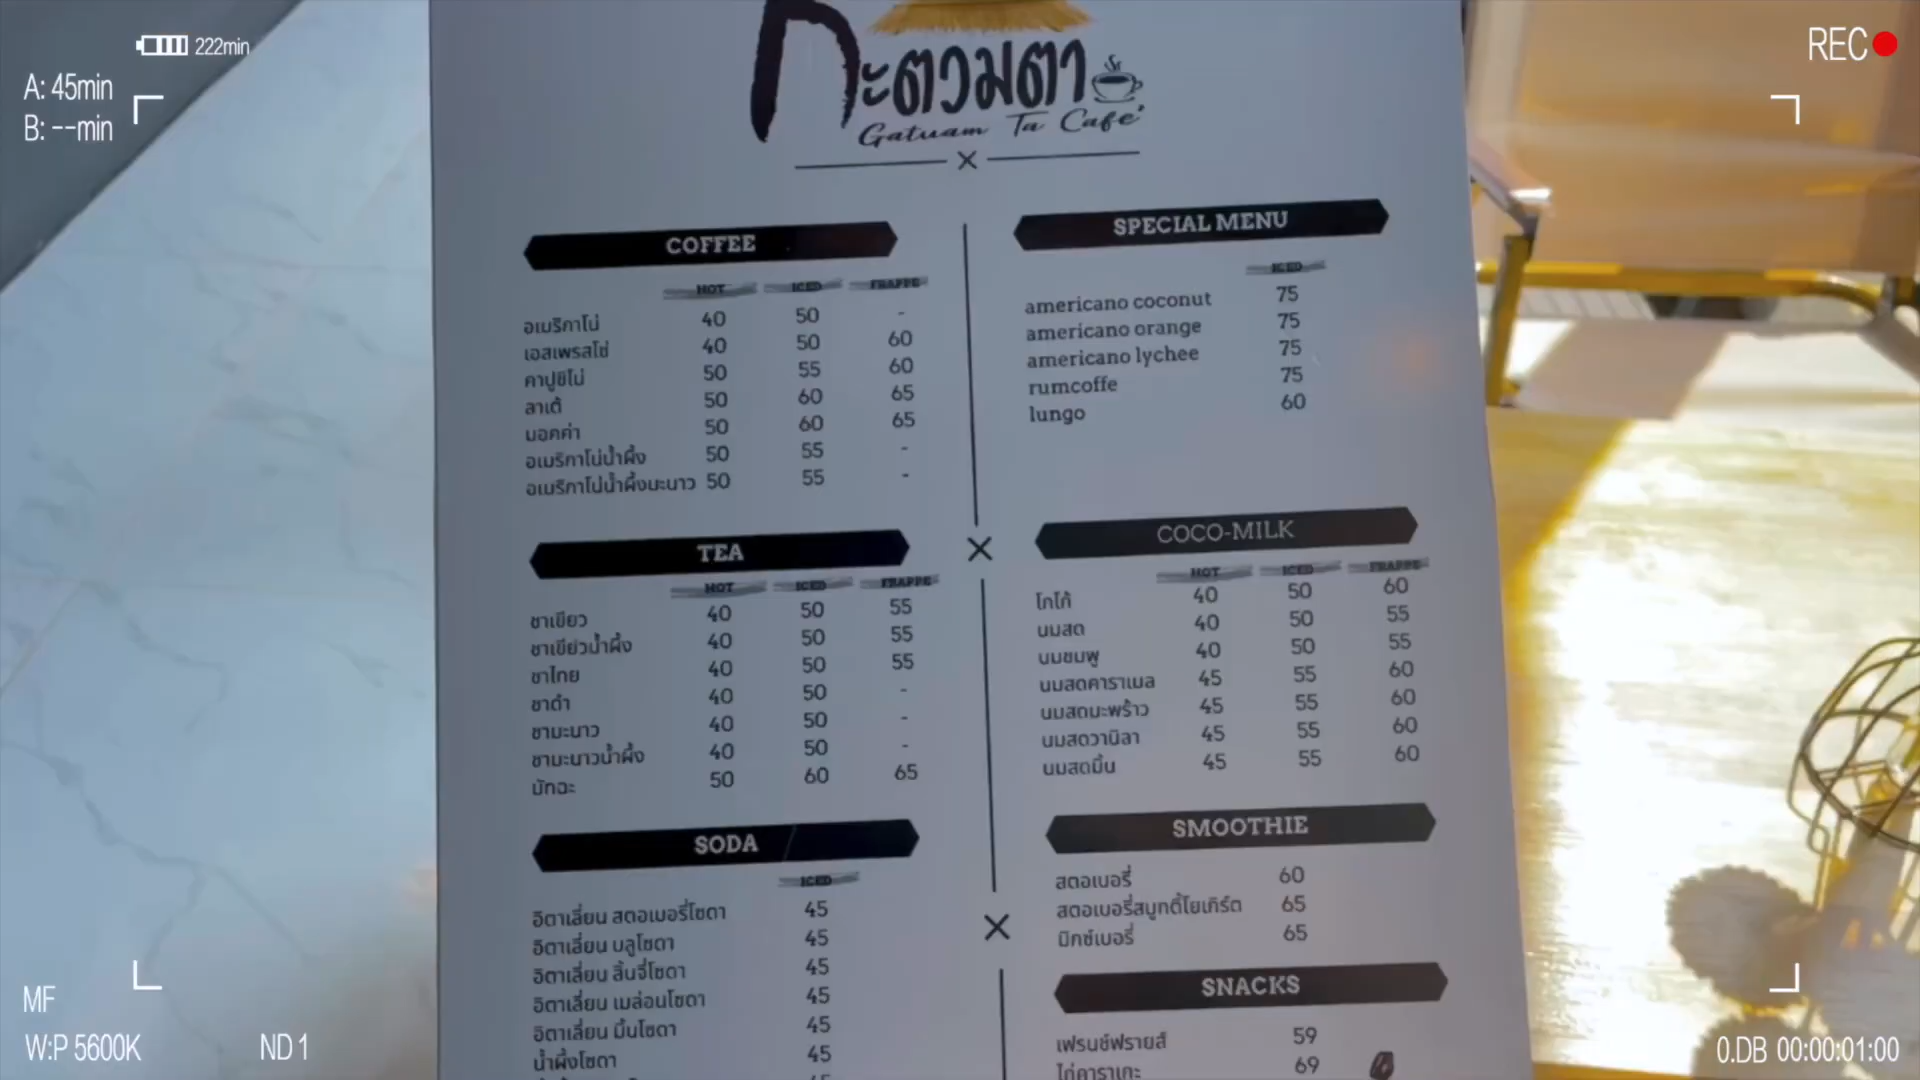 222min
A: 45min
B: --min
REC
กะตวมตา
Gatuam Ta Cafe'
COFFEE
HOT ICED FRAPPE
อเมริกาโน่ 40 50 -
เอสเพรสโซ่ 40 50 60
คาปูชิโน่ 50 55 60
ลาเต้ 50 60 65
มอคค่า 50 60 65
อเมริกาโน่น้ำผึ้ง 50 55 -
อเมริกาโน่น้ำผึ้งมะนาว 50 55 -
SPECIAL MENU
ICED
americano coconut 75
americano orange 75
americano lychee 75
rumcoffe 75
lungo 60
TEA
HOT ICED FRAPPE
ชาเขียว 40 50 55
ชาเขียวน้ำผึ้ง 40 50 55
ชาไทย 40 50 55
ชาดำ 40 50 -
ชามะนาว 40 50 -
ชามะนาวน้ำผึ้ง 40 50 -
มัทฉะ 50 60 65
COCO-MILK
HOT ICED FRAPPE
โกโก้ 40 50 60
นมสด 40 50 55
นมชมพู 40 50 55
นมสดคาราเมล 45 55 60
นมสดมะพร้าว 45 55 60
นมสดวานิลา 45 55 60
นมสดมิ้น 45 55 60
SODA
ICED
อิตาเลี่ยน สตอเบอรี่โซดา 45
อิตาเลี่ยน บลูโซดา 45
อิตาเลี่ยน ลิ้นจี่โซดา 45
อิตาเลี่ยน เมล่อนโซดา 45
อิตาเลี่ยน มิ้นโซดา 45
น้ำผึ้งโซดา 45
SMOOTHIE
สตอเบอรี่ 60
สตอเบอรี่สมูทตี้โยเกิร์ต 65
มิกซ์เบอรี่ 65
SNACKS
เฟรนช์ฟรายส์ 59
ไก่คาราเกะ 69
MF
W:P 5600K
ND 1
0.DB 00:00:01:00